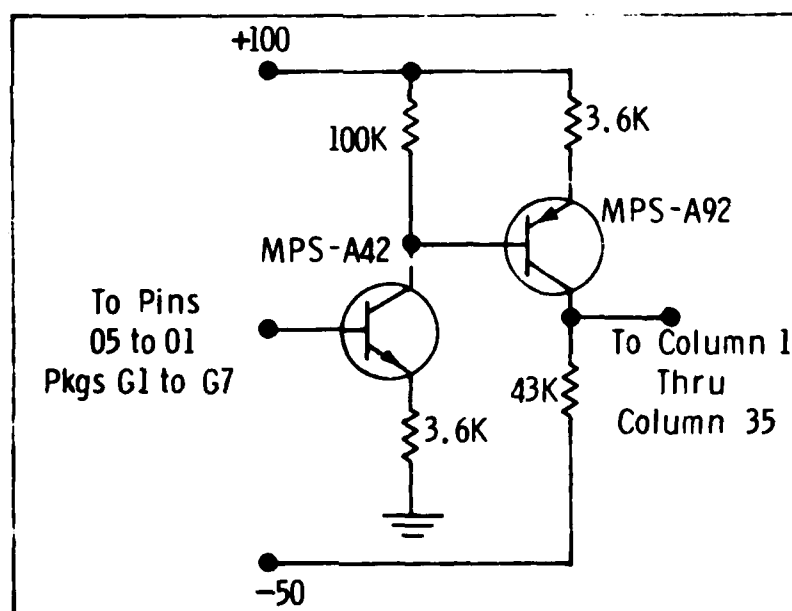 +100
100K
3.6K
MPS-A92
MPS-A42
To Pins
05 to 01
Pkgs G1 to G7
To Column 1
Thru
Column 35
43K
3.6K
-50